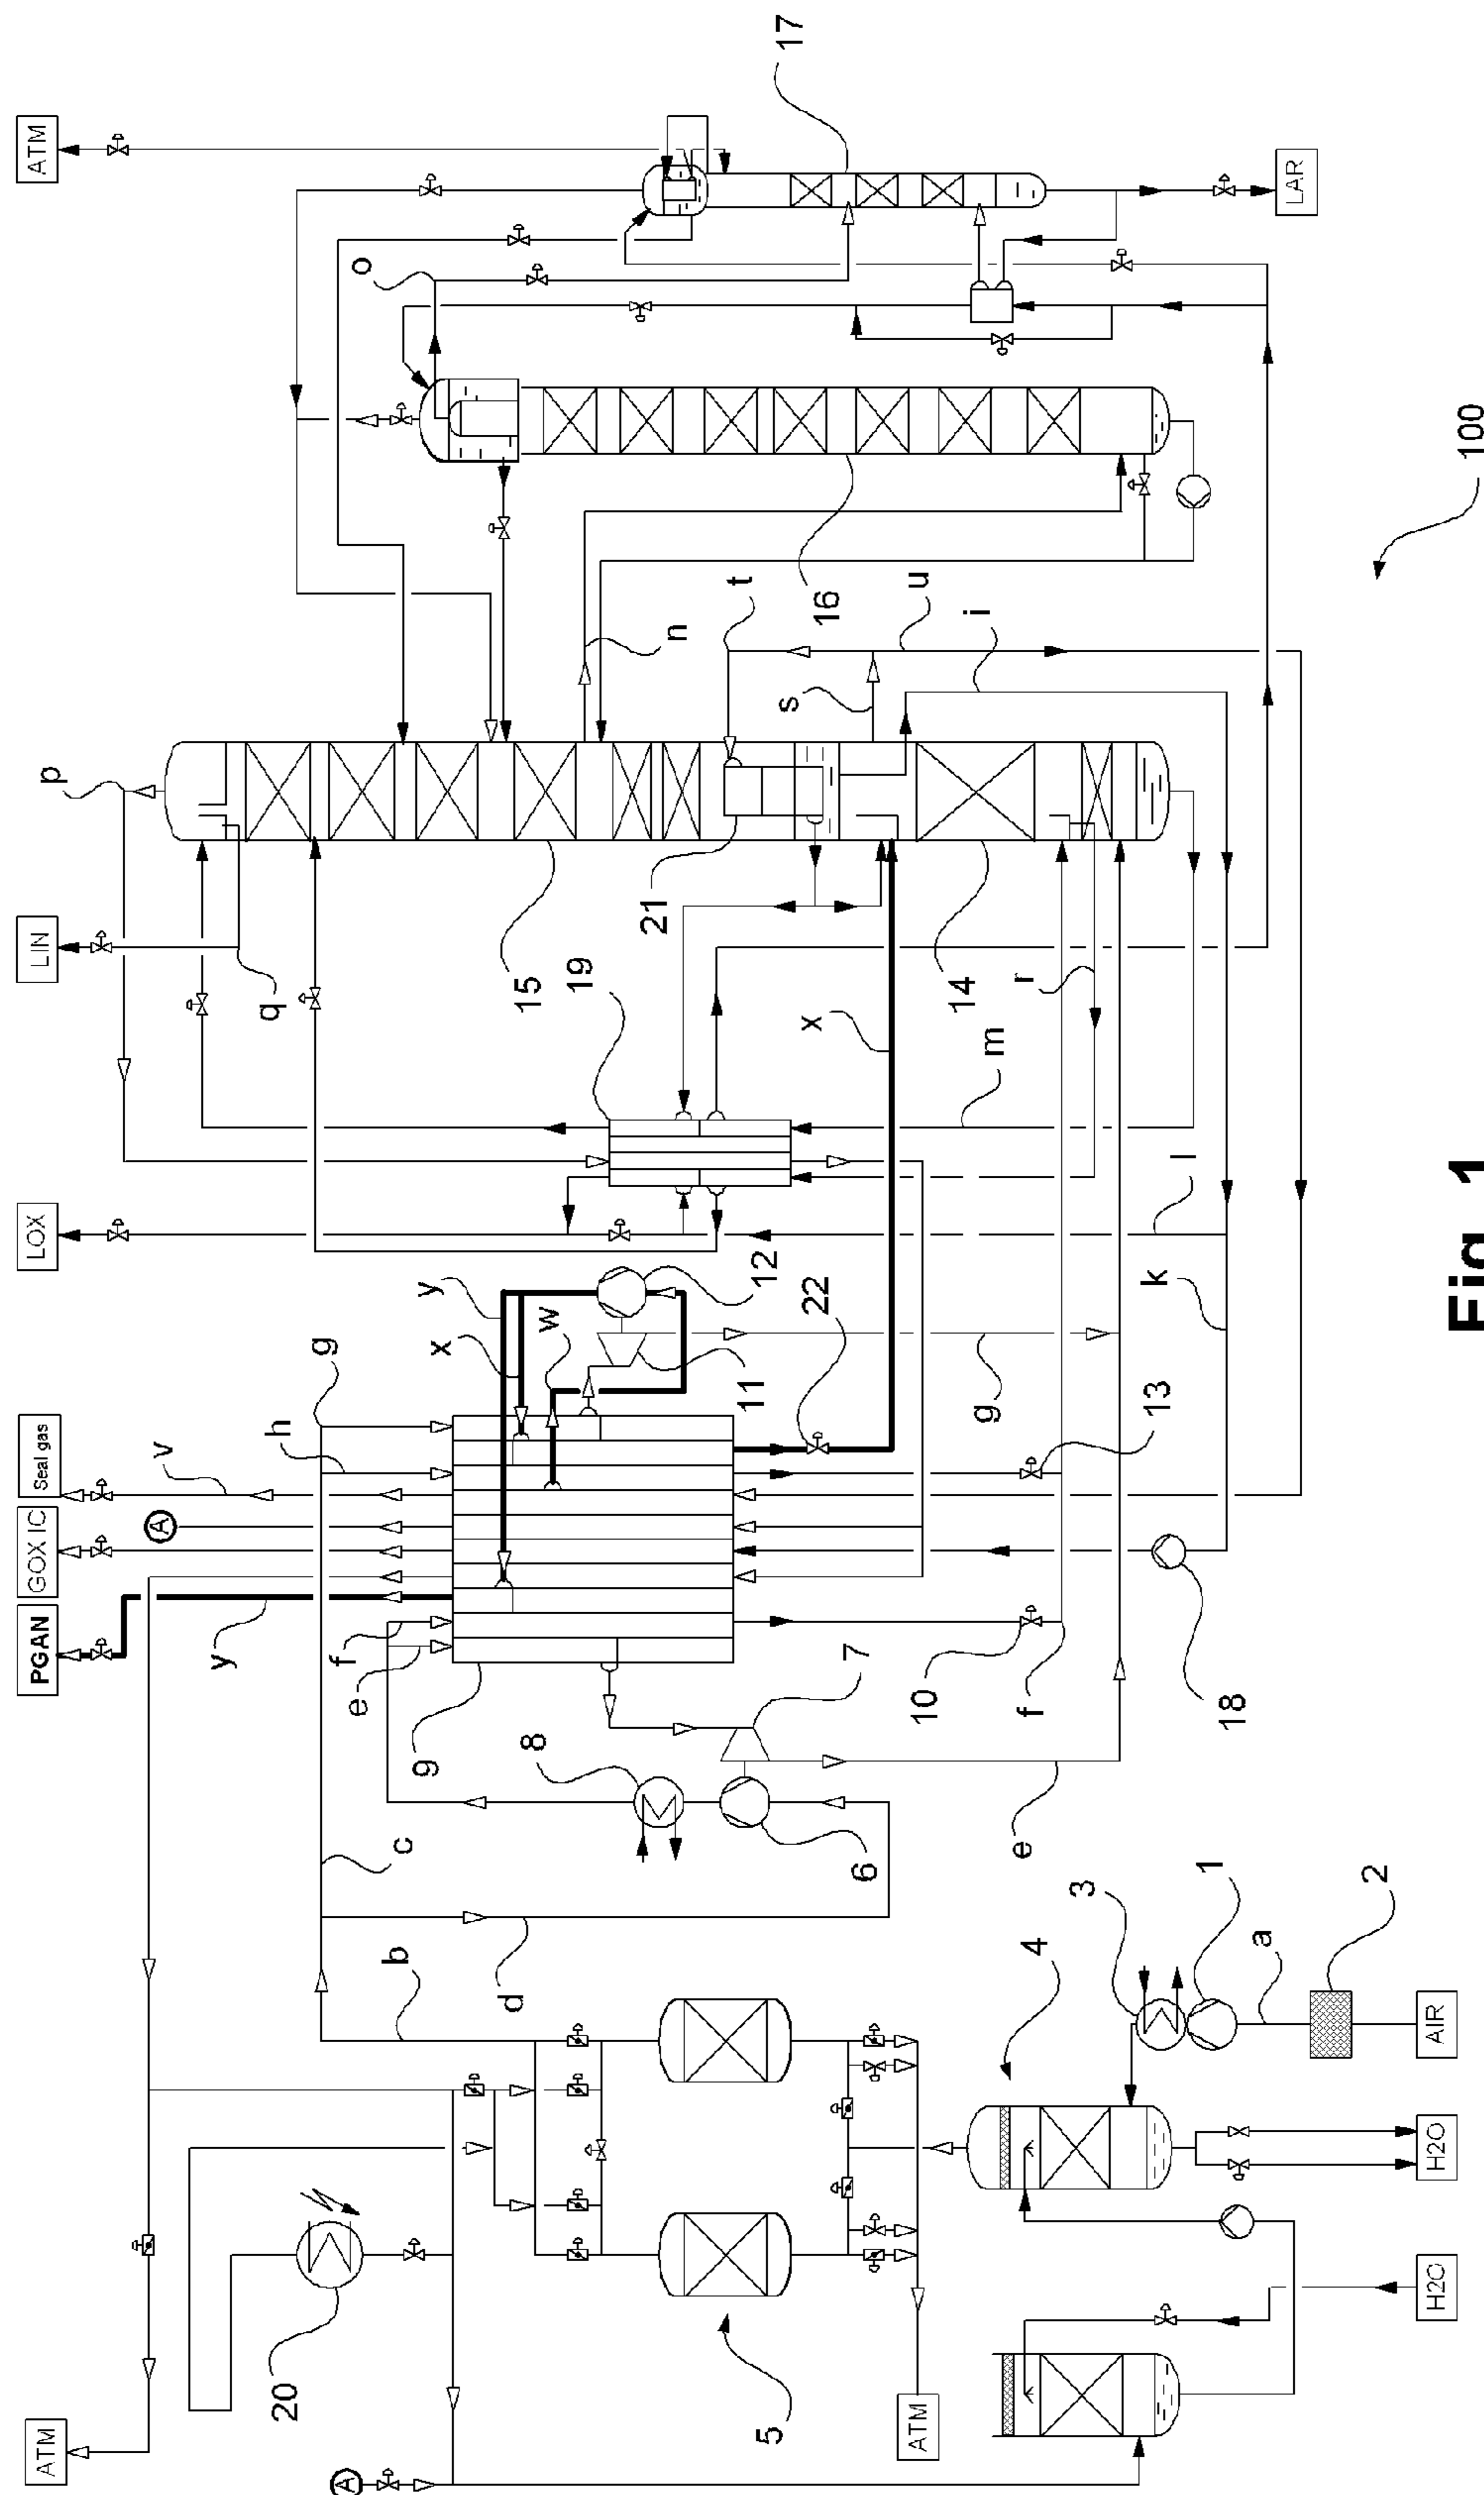 ATM
17
o
p
LIN
q
15
21
19
LOX
14
r
x
m
16
n
s
t
u
i
l
k
LAR
100
Seal gas
GOX IC
PGAN
A
v
h
g
y
x
w
12
11
22
g
13
y
f
e
9
10
f
18
7
8
6
e
c
d
b
3
1
a
2
4
AIR
H2O
H2O
20
5
ATM
ATM
A
Fig. 1